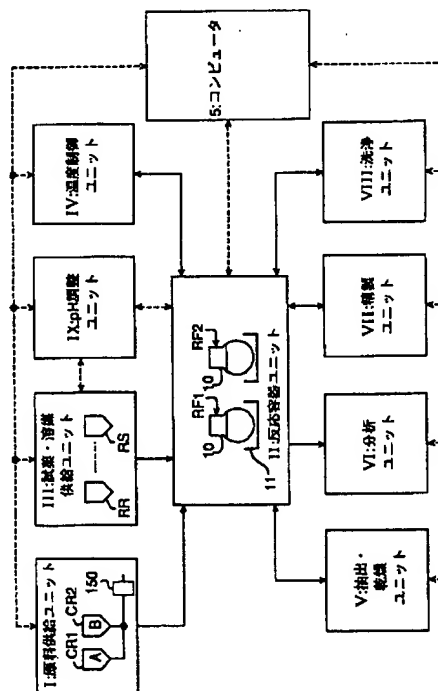 I:原料供給ユニット
CR1
CR2
A
B
150
III:試薬・溶媒
供給ユニット
RR
RS
IX:pH調整
ユニット
IV:温度制御
ユニット
5:コンピュータ
RF1
RF2
10
10
11
II:反応容器ユニット
V:抽出・
乾燥
ユニット
VI:分析
ユニット
VII:精製
ユニット
VIII:洗浄
ユニット